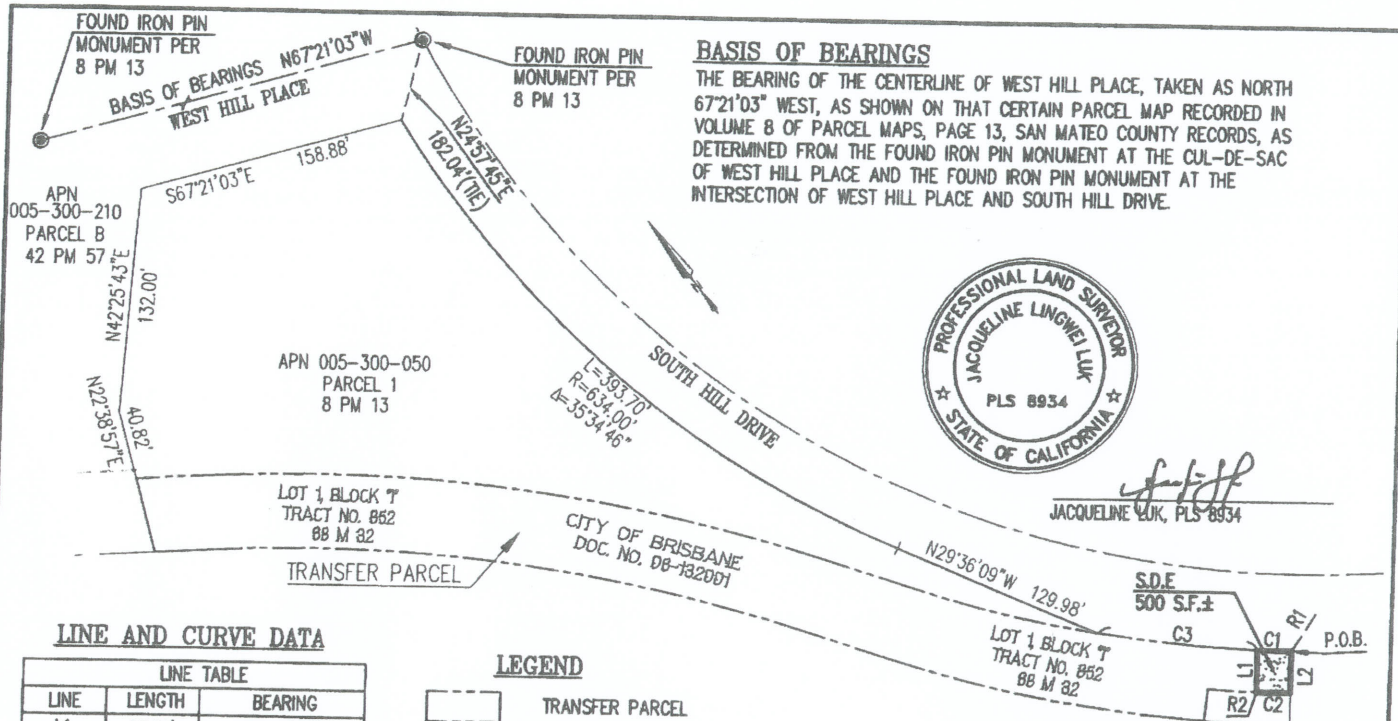 FOUND IRON PIN
MONUMENT PER
8 PM 13
BASIS OF BEARINGS N67°21'03"W
WEST HILL PLACE
FOUND IRON PIN
MONUMENT PER
8 PM 13
BASIS OF BEARINGS
THE BEARING OF THE CENTERLINE OF WEST HILL PLACE, TAKEN AS NORTH
67°21'03" WEST, AS SHOWN ON THAT CERTAIN PARCEL MAP RECORDED IN
VOLUME 8 OF PARCEL MAPS, PAGE 13, SAN MATEO COUNTY RECORDS, AS
DETERMINED FROM THE FOUND IRON PIN MONUMENT AT THE CUL-DE-SAC
OF WEST HILL PLACE AND THE FOUND IRON PIN MONUMENT AT THE
INTERSECTION OF WEST HILL PLACE AND SOUTH HILL DRIVE.
N24°37'45"E
182.04'(TIE)
158.88'
S67°21'03"E
APN
005-300-210
PARCEL B
42 PM 57
N42°25'43"E
132.00'
APN 005-300-050
PARCEL 1
8 PM 13
L=393.70'
R=634.00'
Δ=35°34'46"
SOUTH HILL DRIVE
PROFESSIONAL LAND SURVEYOR
JACQUELINE LINGWEI LUK
PLS 8934
STATE OF CALIFORNIA
JACQUELINE LUK, PLS 8934
N22°38'57"E
40.82'
LOT 1, BLOCK
TRACT NO. 852
88 M 32
CITY OF BRISBANE
DOC. NO.
TRANSFER PARCEL
N29°36'09"W 129.98'
S.D.E
500 S.F.±
R1
C3
C1
P.O.B.
L1
L2
R2
C2
LOT 1, BLOCK
TRACT NO. 852
88 M 32
LINE AND CURVE DATA
LINE TABLE
LINE LENGTH BEARING
LEGEND
TRANSFER PARCEL